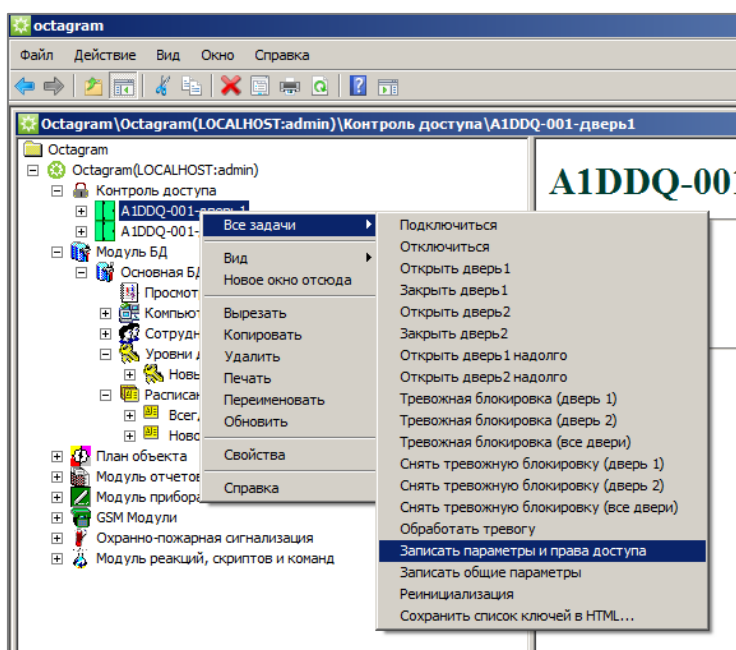 octagram
Файл Действие Вид Окно Справка
Octagram\Octagram(LOCALHOST:admin)\Контроль доступа\A1DDQ-001-дверь1
Octagram
Octagram(LOCALHOST:admin)
Контроль доступа
A1DDQ-001-дверь1
A1DDQ-001-
Модуль БД
Основная БД
Просмот
Компьют
Сотрудн
Уровни д
Новы
Расписан
Всег
Ново
План объекта
Модуль отчетов
Модуль прибора
GSM Модули
Охранно-пожарная сигнализация
Модуль реакций, скриптов и команд
A1DDQ-001
Все задачи
Вид
Новое окно отсюда
Вырезать
Копировать
Удалить
Печать
Переименовать
Обновить
Свойства
Справка
Подключиться
Отключиться
Открыть дверь1
Закрыть дверь1
Открыть дверь2
Закрыть дверь2
Открыть дверь1 надолго
Открыть дверь2 надолго
Тревожная блокировка (дверь 1)
Тревожная блокировка (дверь 2)
Тревожная блокировка (все двери)
Снять тревожную блокировку (дверь 1)
Снять тревожную блокировку (дверь 2)
Снять тревожную блокировку (все двери)
Обработать тревогу
Записать параметры и права доступа
Записать общие параметры
Реинициализация
Сохранить список ключей в HTML...